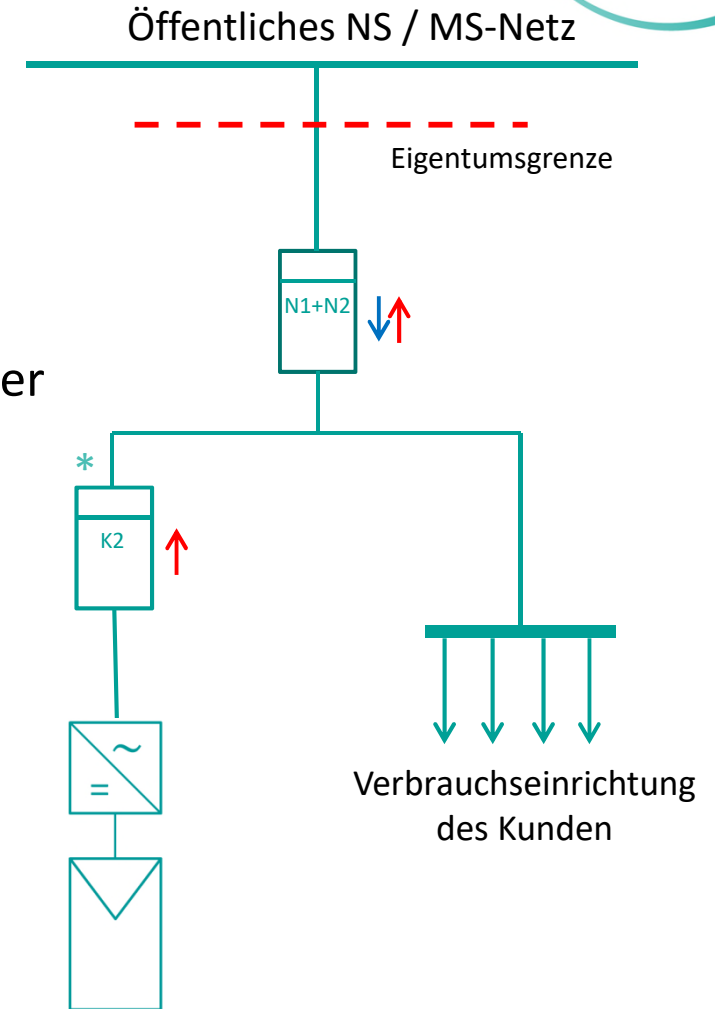 Öffentliches NS / MS-Netz
Eigentumsgrenze
N1+N2
er
*
K2
~
=
Verbrauchseinrichtung
des Kunden